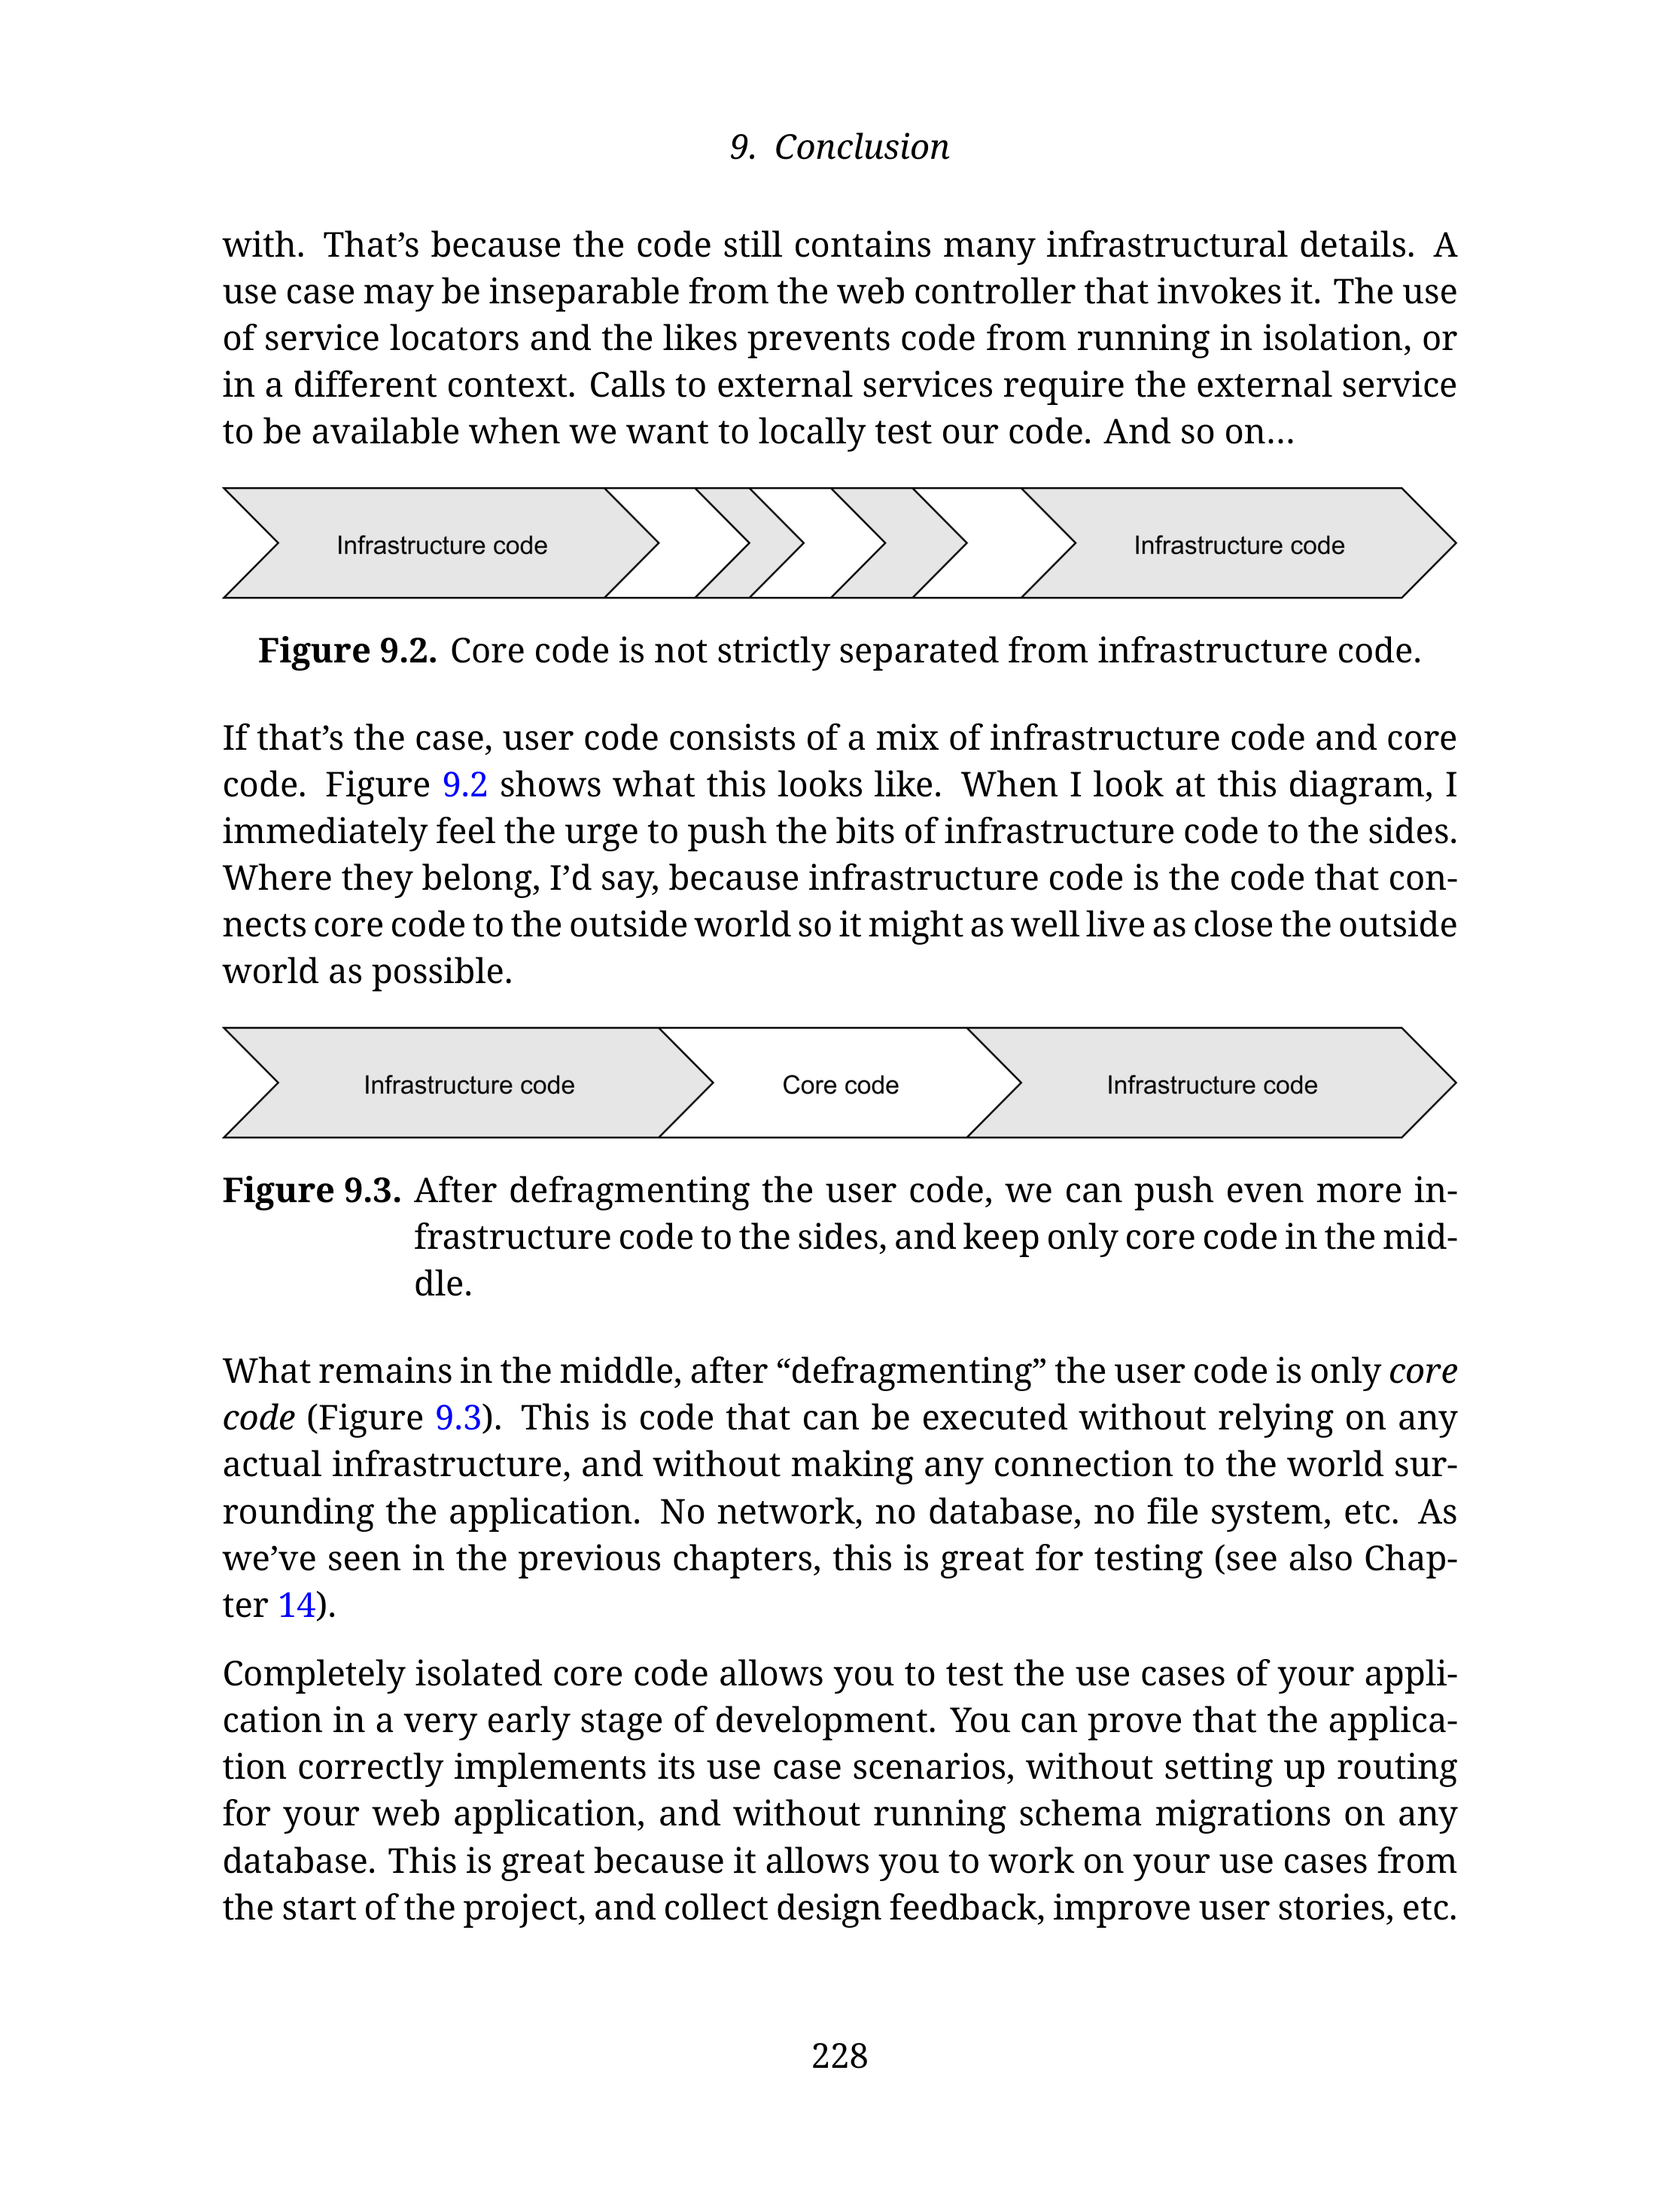 9. Conclusion
with. That’s because the code still contains many infrastructural details. A
use case may be inseparable from the web controller that invokes it. The use
of service locators and the likes prevents code from running in isolation, or
in a different context. Calls to external services require the external service
to be available when we want to locally test our code. And so on…
Infrastructure code Infrastructure code
Figure 9.2. Core code is not strictly separated from infrastructure code.
If that’s the case, user code consists of a mix of infrastructure code and core
code. Figure 9.2 shows what this looks like. When I look at this diagram, I
immediately feel the urge to push the bits of infrastructure code to the sides.
Where they belong, I’d say, because infrastructure code is the code that con-
nects core code to the outside world so it might as well live as close the outside
world as possible.
Infrastructure code Core code Infrastructure code
Figure 9.3. After defragmenting the user code, we can push even more in-
frastructure code to the sides, and keep only core code in the mid-
dle.
What remains in the middle, after “defragmenting” the user code is only core
code (Figure 9.3). This is code that can be executed without relying on any
actual infrastructure, and without making any connection to the world sur-
rounding the application. No network, no database, no file system, etc. As
we’ve seen in the previous chapters, this is great for testing (see also Chap-
ter 14).
Completely isolated core code allows you to test the use cases of your appli-
cation in a very early stage of development. You can prove that the applica-
tion correctly implements its use case scenarios, without setting up routing
for your web application, and without running schema migrations on any
database. This is great because it allows you to work on your use cases from
the start of the project, and collect design feedback, improve user stories, etc.
228